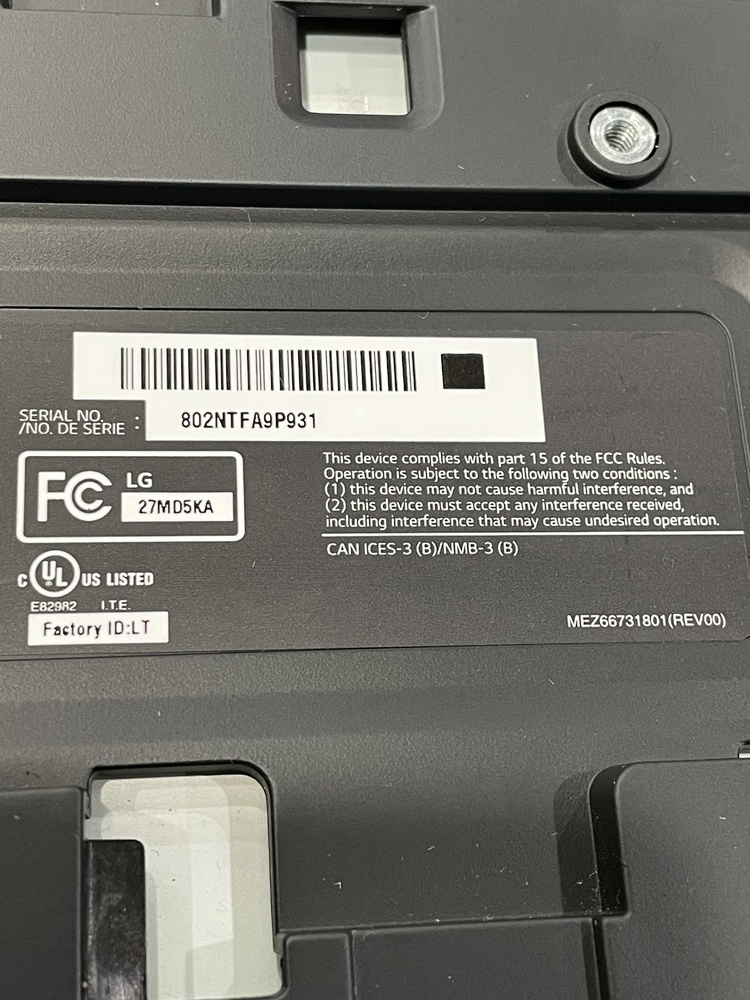 802NTFA9P931
SERIAL NO.
/NO. DE SÉRIE :
FC LG
27MD5KA
This device complies with part 15 of the FCC Rules.
Operation is subject to the following two conditions :
(1) this device may not cause harmful interference, and
(2) this device must accept any interference received,
including interference that may cause undesired operation.
CAN ICES-3 (B)/NMB-3 (B)
C UL US LISTED
E82982 I.T.E.
Factory ID:LT
MEZ66731801(REV00)